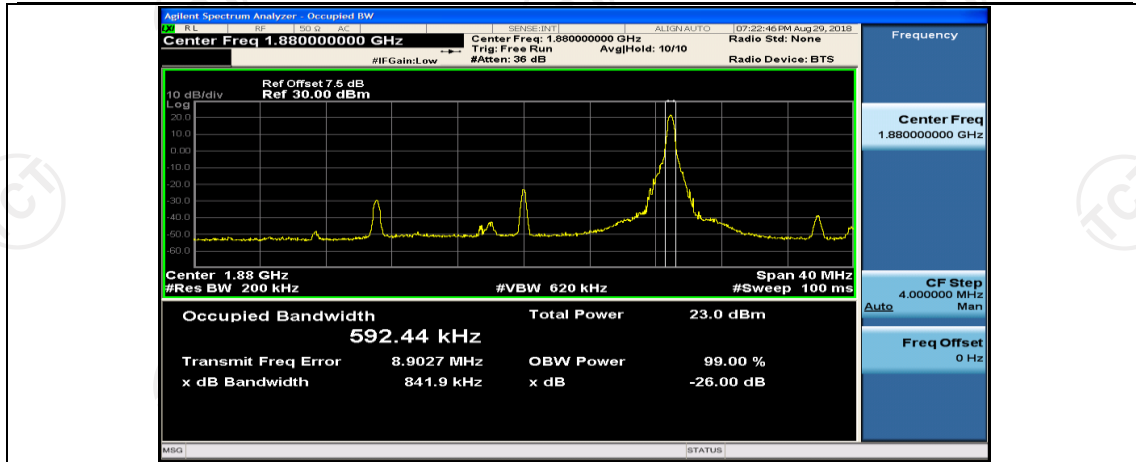 Agilent Spectrum Analyzer - Occupied BW
LXI RL RF 50 Ω AC SENSE:INT ALIGN AUTO 07:22:46 PM Aug 29, 2018
Center Freq 1.880000000 GHz Center Freq: 1.880000000 GHz Radio Std: None
Trig: Free Run Avg|Hold: 10/10
#IFGain:Low #Atten: 36 dB Radio Device: BTS
Ref Offset 7.5 dB
10 dB/div Ref 30.00 dBm
Log
20.0
10.0
0.00
-10.0
-20.0
-30.0
-40.0
-50.0
-60.0
Center 1.88 GHz Span 40 MHz
#Res BW 200 kHz #VBW 620 kHz #Sweep 100 ms
Occupied Bandwidth Total Power 23.0 dBm
592.44 kHz
Transmit Freq Error 8.9027 MHz OBW Power 99.00 %
x dB Bandwidth 841.9 kHz x dB -26.00 dB
MSG STATUS
Frequency
Center Freq
1.880000000 GHz
CF Step
4.000000 MHz
Auto Man
Freq Offset
0 Hz
TCT
TCT